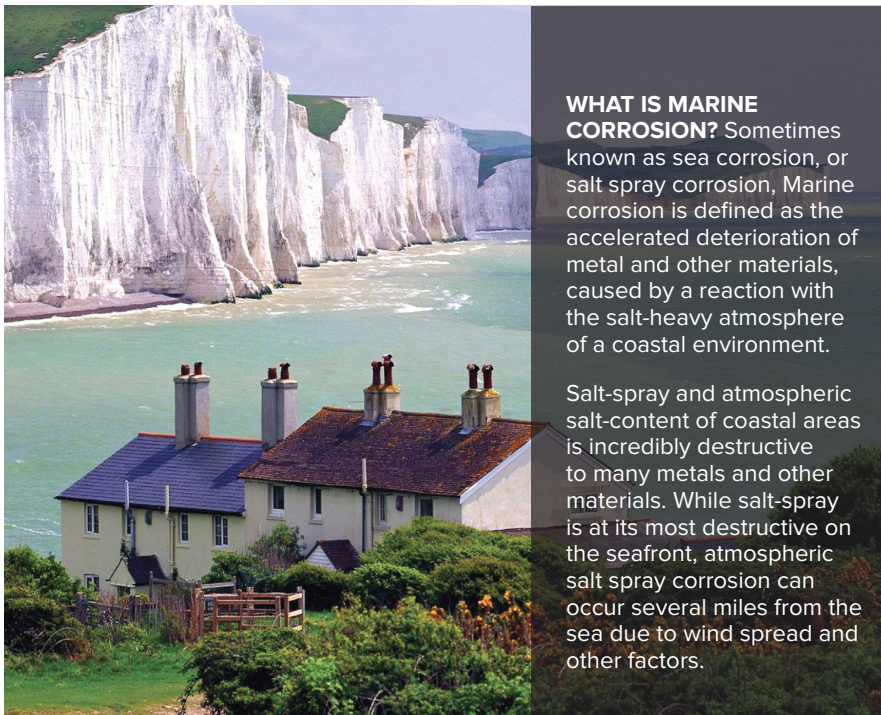 WHAT IS MARINE
CORROSION? Sometimes
known as sea corrosion, or
salt spray corrosion, Marine
corrosion is defined as the
accelerated deterioration of
metal and other materials,
caused by a reaction with
the salt-heavy atmosphere
of a coastal environment.
Salt-spray and atmospheric
salt-content of coastal areas
is incredibly destructive
to many metals and other
materials. While salt-spray
is at its most destructive on
the seafront, atmospheric
salt spray corrosion can
occur several miles from the
sea due to wind spread and
other factors.